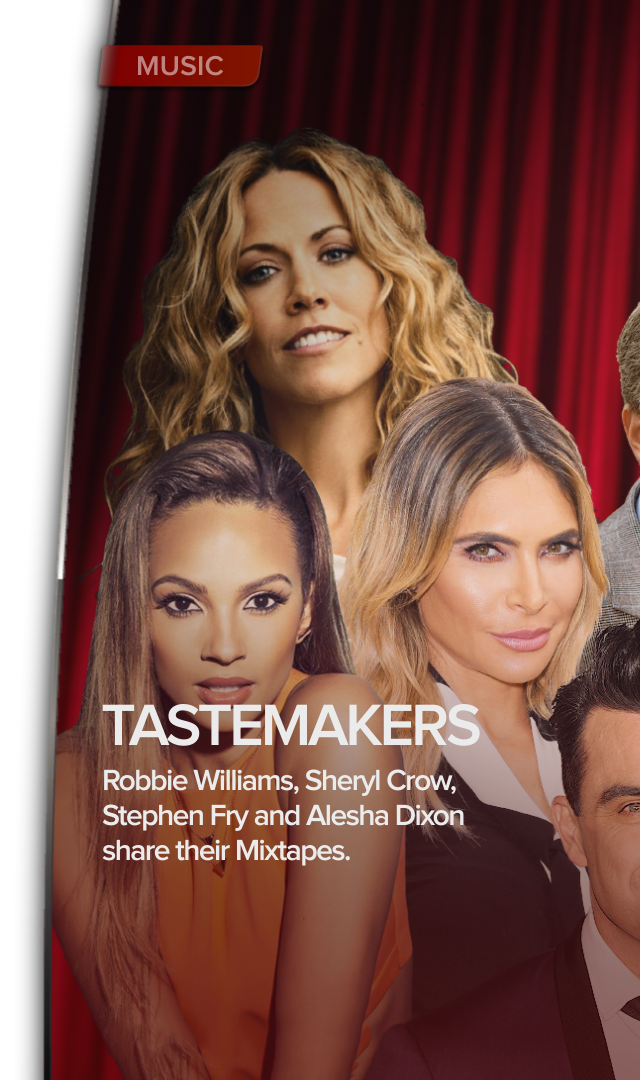 MUSIC
TASTEMAKERS
Robbie Williams, Sheryl Crow,
Stephen Fry and Alesha Dixon
share their Mixtapes.